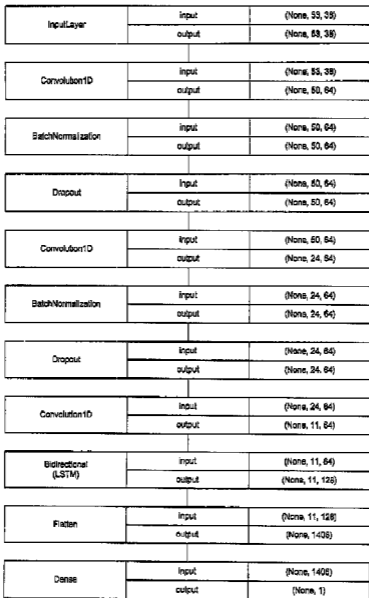 InputLayer
input (None, 53, 38)
output (None, 53, 38)
Convolution1D
input (None, 53, 38)
output (None, 50, 64)
BatchNormalization
input (None, 50, 64)
output (None, 50, 64)
Dropout
input (None, 50, 64)
output (None, 50, 64)
Convolution1D
input (None, 50, 64)
output (None, 24, 64)
BatchNormalization
input (None, 24, 64)
output (None, 24, 64)
Dropout
input (None, 24, 64)
output (None, 24, 64)
Convolution1D
input (None, 24, 64)
output (None, 11, 64)
Bidirectional
(LSTM)
input (None, 11, 64)
output (None, 11, 128)
Flatten
input (None, 11, 128)
output (None, 1408)
Dense
input (None, 1408)
output (None, 1)